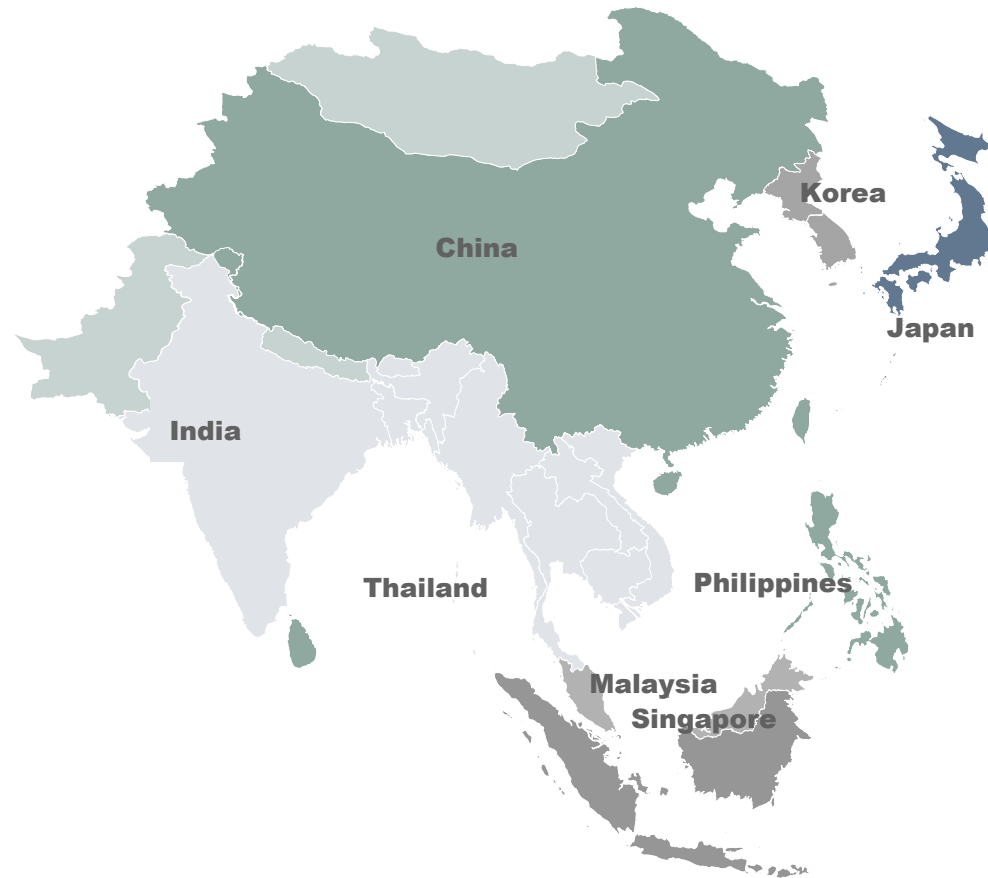 Korea
China
Japan
India
Philippines
Thailand
Malaysia
Singapore